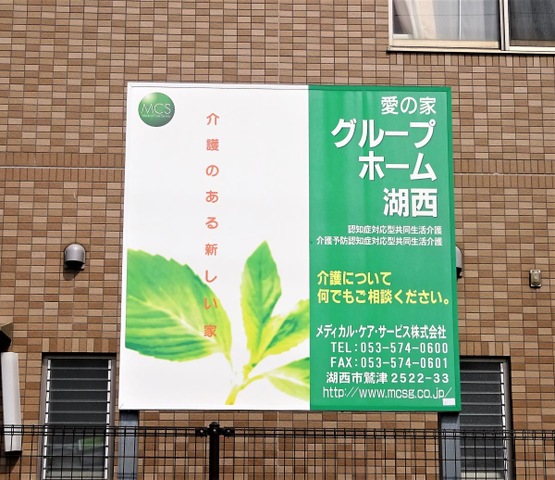 MCS
介護のある新しい家
愛の家
グループ
ホーム
湖西
認知症対応型共同生活介護
介護予防認知症対応型共同生活介護
介護について
何でもご相談ください。
メディカル・ケア・サービス株式会社
TEL：053-574-0600
FAX：053-574-0601
湖西市鷲津2522-33
http://www.mcsg.co.jp/